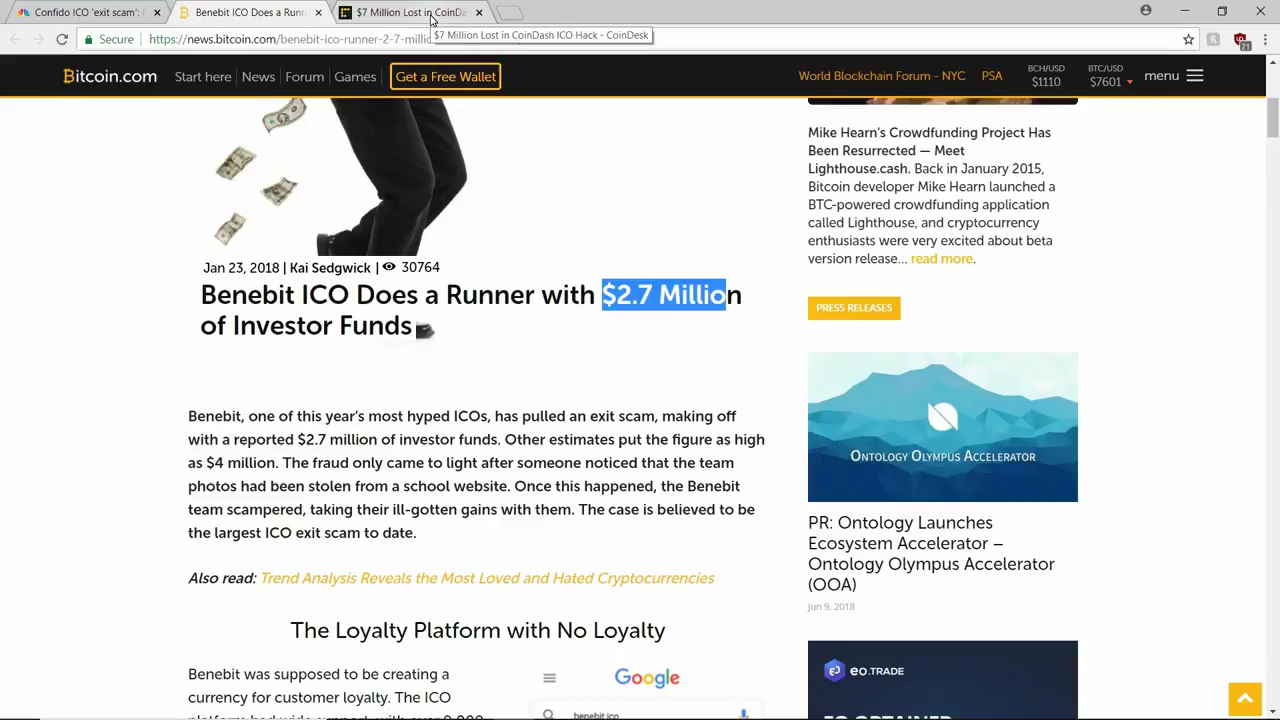 Confido ICO 'exit scam':
Benebit ICO Does a Runner wit
$7 Million Lost in CoinDa
$7 Million Lost in CoinDash ICO Hack - CoinDesk
Secure
https://news.bitcoin.com/benebit-ico-runner-2-7-millio
21
Bitcoin.com
Start here
News
Forum
Games
Get a Free Wallet
World Blockchain Forum - NYC
PSA
BCH/USD
$1110
BTC/USD
$7601
menu
Jan 23, 2018 | Kai Sedgwick | 30764
Benebit ICO Does a Runner with $2.7 Million
of Investor Funds
Benebit, one of this year's most hyped ICOs, has pulled an exit scam, making off
with a reported $2.7 million of investor funds. Other estimates put the figure as high
as $4 million. The fraud only came to light after someone noticed that the team
photos had been stolen from a school website. Once this happened, the Benebit
team scampered, taking their ill-gotten gains with them. The case is believed to be
the largest ICO exit scam to date.
Also read: Trend Analysis Reveals the Most Loved and Hated Cryptocurrencies
The Loyalty Platform with No Loyalty
Benebit was supposed to be creating a
currency for customer loyalty. The ICO
Google
benebit ico
Mike Hearn's Crowdfunding Project Has
Been Resurrected — Meet
Lighthouse.cash. Back in January 2015,
Bitcoin developer Mike Hearn launched a
BTC-powered crowdfunding application
called Lighthouse, and cryptocurrency
enthusiasts were very excited about beta
version release... read more.
PRESS RELEASES
ONTOLOGY OLYMPUS ACCELERATOR
PR: Ontology Launches
Ecosystem Accelerator –
Ontology Olympus Accelerator
(OOA)
Jun 9, 2018
eo.TRADE